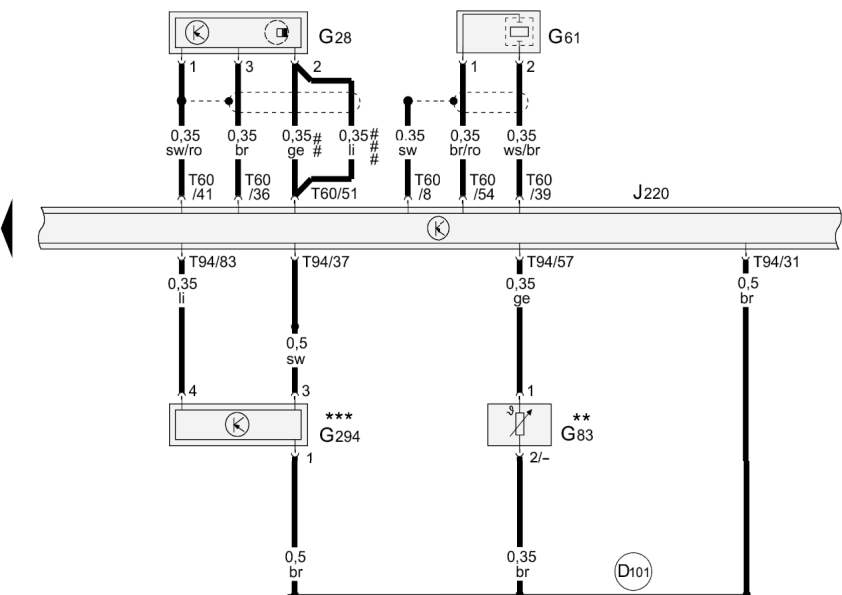 G28
G61
1 3 2 1 2
0,35 0,35 0,35 # 0,35 # 0,35 0,35 0,35
sw/ro br ge # li # sw br/ro ws/br
#
T60 T60 T60/51 T60 T60 T60
/41 /36 /8 /54 /39
J220
T94/83 T94/37 T94/57 T94/31
0,35 0,35 0,5
li ge br
0,5
sw
4 3 1
*** **
G294 G83
1 2/–
0,5 0,35
br br
D101